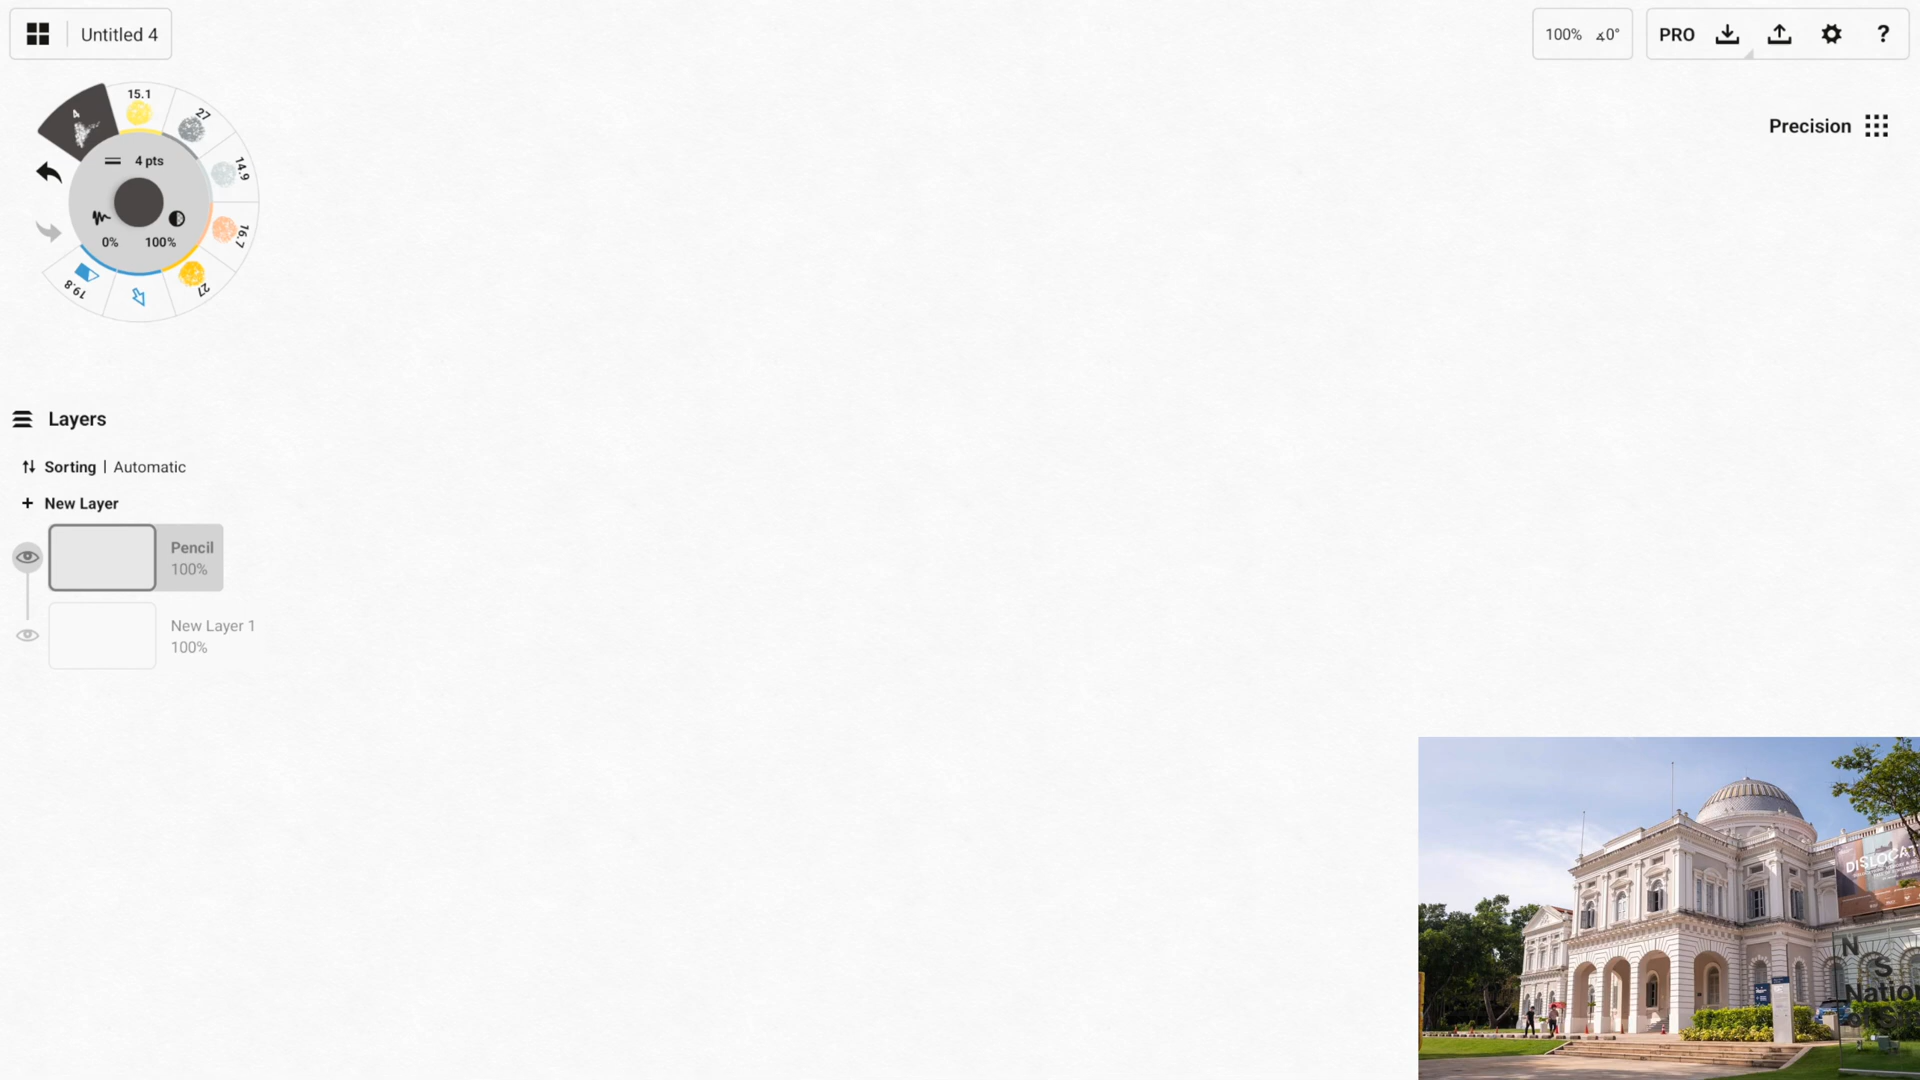 Untitled 4
100% ∡0°
PRO
?
Precision
4
15.1
27
14.9
16.7
27
19.8
4 pts
0%
100%
Layers
Sorting | Automatic
+ New Layer
Pencil
100%
New Layer 1
100%
DISLOCAT
N
S
Natio